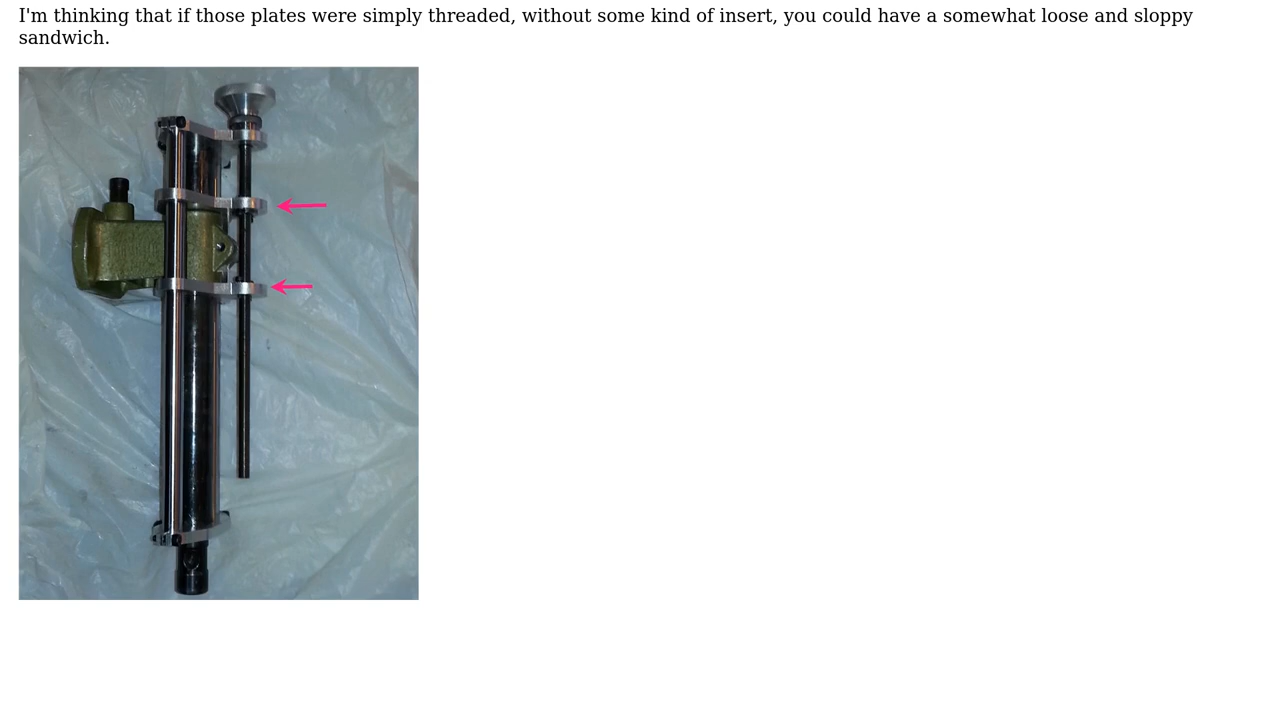 I'm thinking that if those plates were simply threaded, without some kind of insert, you could have a somewhat loose and sloppy
sandwich.